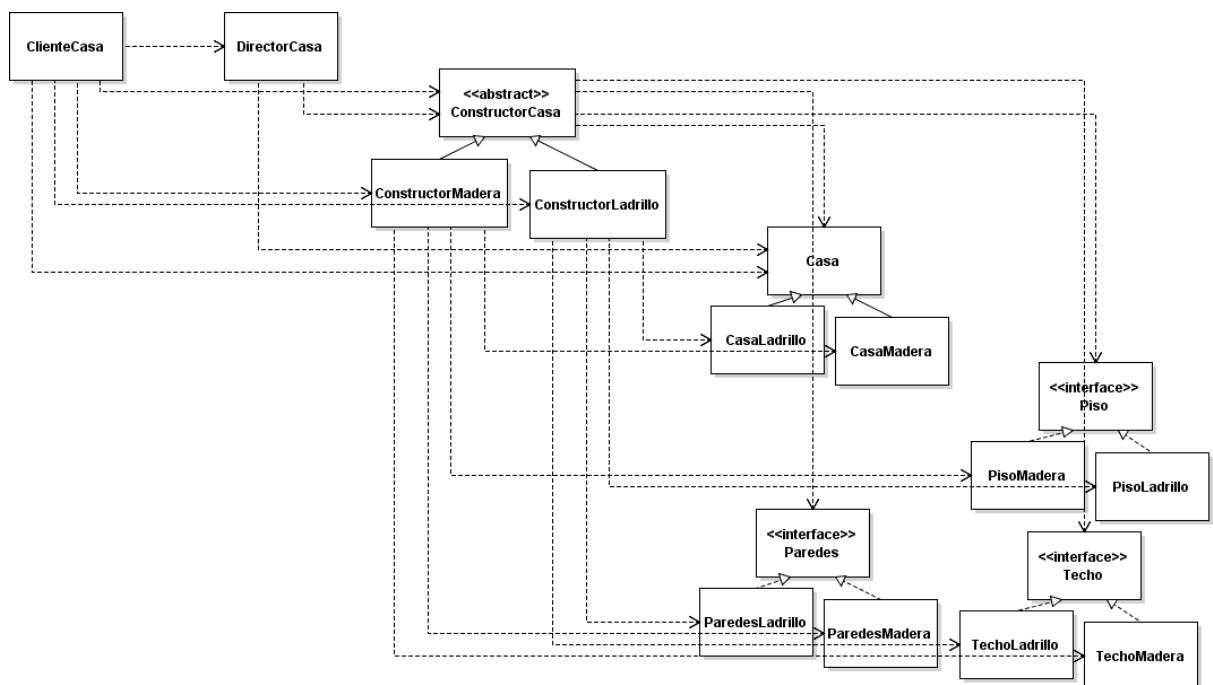 ClienteCasa
DirectorCasa
<<abstract>>
ConstructorCasa
ConstructorMadera
ConstructorLadrillo
Casa
CasaLadrillo
CasaMadera
<<interface>>
Piso
PisoMadera
PisoLadrillo
<<interface>>
Paredes
<<interface>>
Techo
ParedesLadrillo
ParedesMadera
TechoLadrillo
TechoMadera